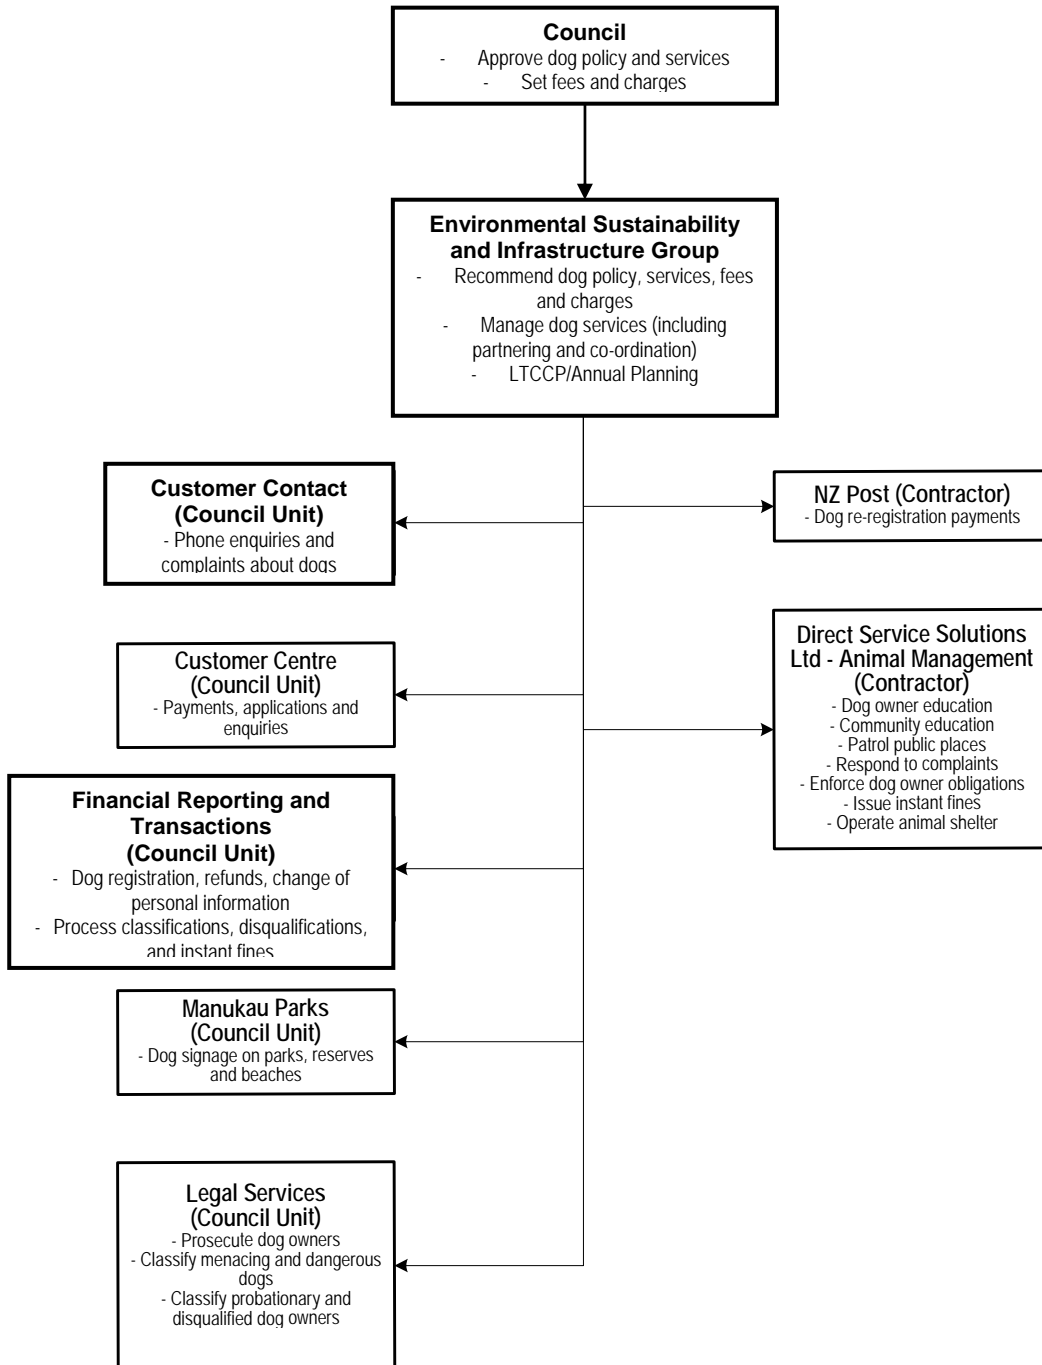 Council
- Approve dog policy and services
- Set fees and charges
Environmental Sustainability
and Infrastructure Group
- Recommend dog policy, services, fees
and charges
- Manage dog services (including
partnering and co-ordination)
- LTCCP/Annual Planning
Customer Contact
(Council Unit)
- Phone enquiries and
complaints about dogs
NZ Post (Contractor)
- Dog re-registration payments
Customer Centre
(Council Unit)
- Payments, applications and
enquiries
Direct Service Solutions
Ltd - Animal Management
(Contractor)
- Dog owner education
- Community education
- Patrol public places
- Respond to complaints
- Enforce dog owner obligations
- Issue instant fines
- Operate animal shelter
Financial Reporting and
Transactions
(Council Unit)
- Dog registration, refunds, change of
personal information
- Process classifications, disqualifications,
and instant fines
Manukau Parks
(Council Unit)
- Dog signage on parks, reserves
and beaches
Legal Services
(Council Unit)
- Prosecute dog owners
- Classify menacing and dangerous
dogs
- Classify probationary and
disqualified dog owners